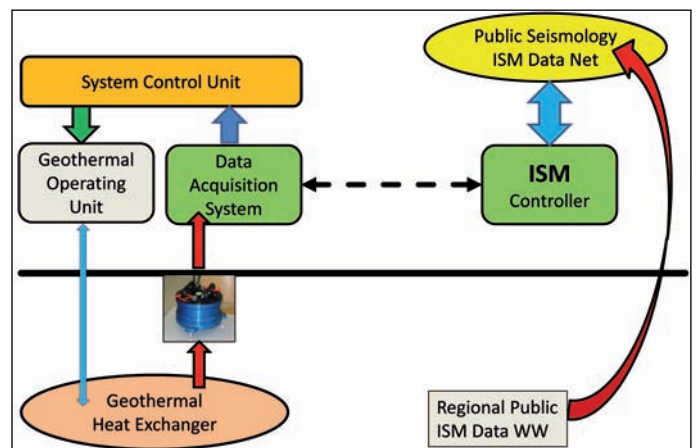 Public Seismology
ISM Data Net
System Control Unit
Geothermal
Operating
Unit
Data
Acquisition
System
ISM
Controller
Geothermal
Heat Exchanger
Regional Public
ISM Data WW